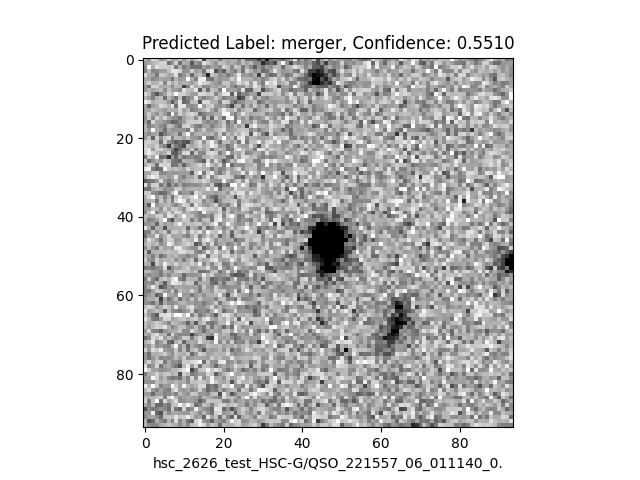 Predicted Label: merger, Confidence: 0.5510
0
20
40
60
80
0 20 40 60 80
hsc_2626_test_HSC-G/QSO_221557_06_011140_0.